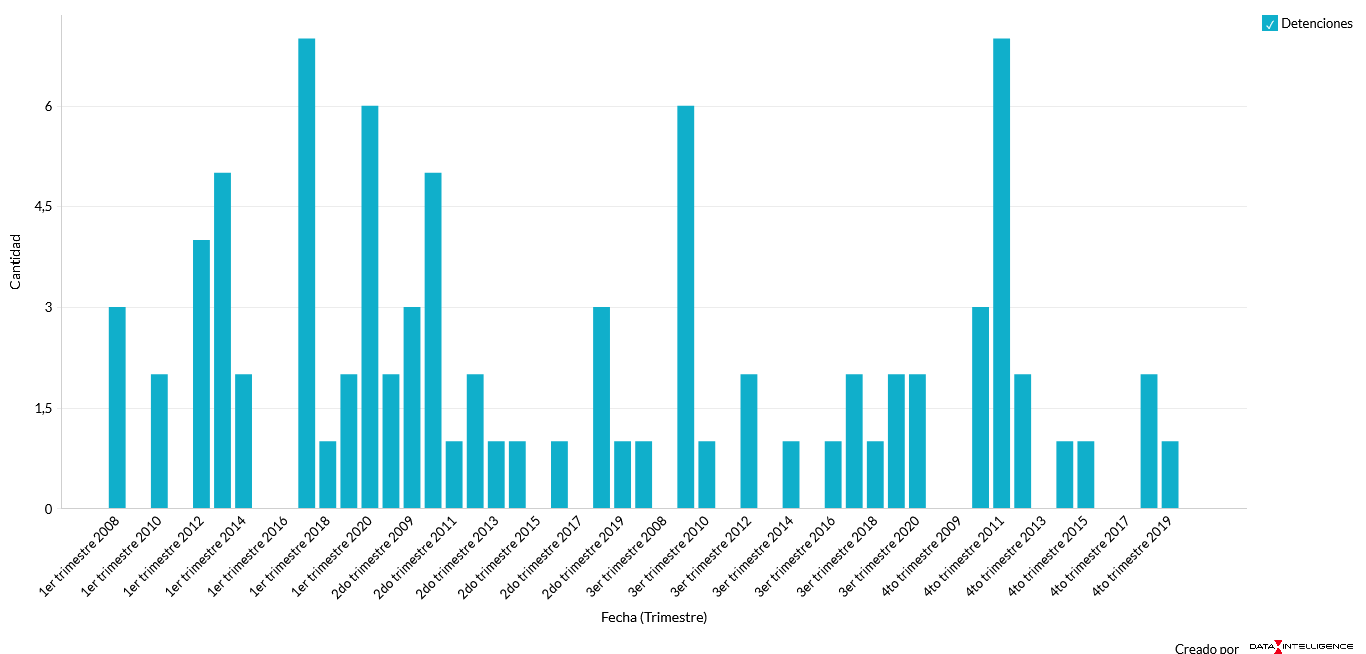 Detenciones
Cantidad
6
4,5
3
1,5
0
1er trimestre 2008
1er trimestre 2010
1er trimestre 2012
1er trimestre 2014
1er trimestre 2016
1er trimestre 2018
1er trimestre 2020
2do trimestre 2009
2do trimestre 2011
2do trimestre 2013
2do trimestre 2015
2do trimestre 2017
2do trimestre 2019
3er trimestre 2008
3er trimestre 2010
3er trimestre 2012
3er trimestre 2014
3er trimestre 2016
3er trimestre 2018
3er trimestre 2020
4to trimestre 2009
4to trimestre 2011
4to trimestre 2013
4to trimestre 2015
4to trimestre 2017
4to trimestre 2019
Fecha (Trimestre)
Creado por DATA INTELLIGENCE